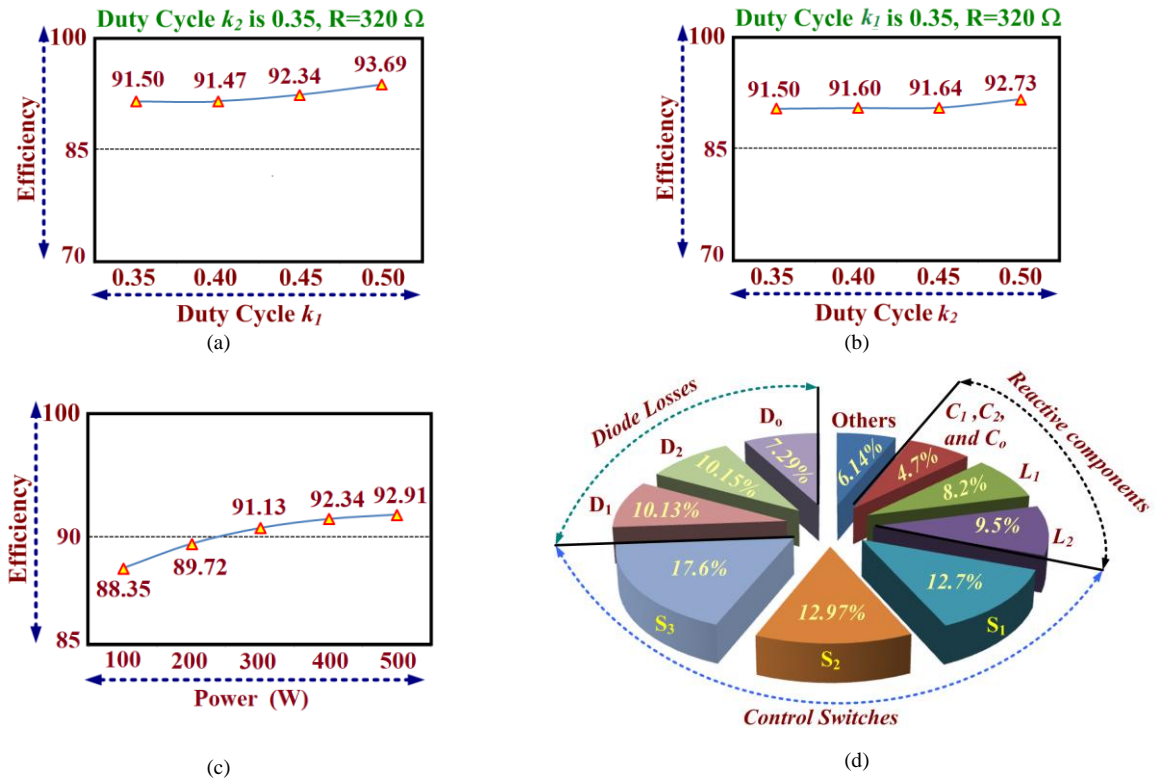 Duty Cycle k2 is 0.35, R=320 Ω
100
91.50
91.47
92.34
93.69
85
70
Efficiency
0.35 0.40 0.45 0.50
Duty Cycle k1
(a)
Duty Cycle k1 is 0.35, R=320 Ω
100
91.50
91.60
91.64
92.73
85
70
Efficiency
0.35 0.40 0.45 0.50
Duty Cycle k2
(b)
100
92.34 92.91
91.13
90
89.72
88.35
85
Efficiency
100 200 300 400 500
Power (W)
(c)
Diode Losses
Reactive components
Do
Others
C1 ,C2,
and Co
D2
7.29%
6.14%
4.7%
L1
10.15%
8.2%
D1
10.13%
9.5%
L2
17.6%
12.7%
12.97%
S3
S1
S2
Control Switches
(d)